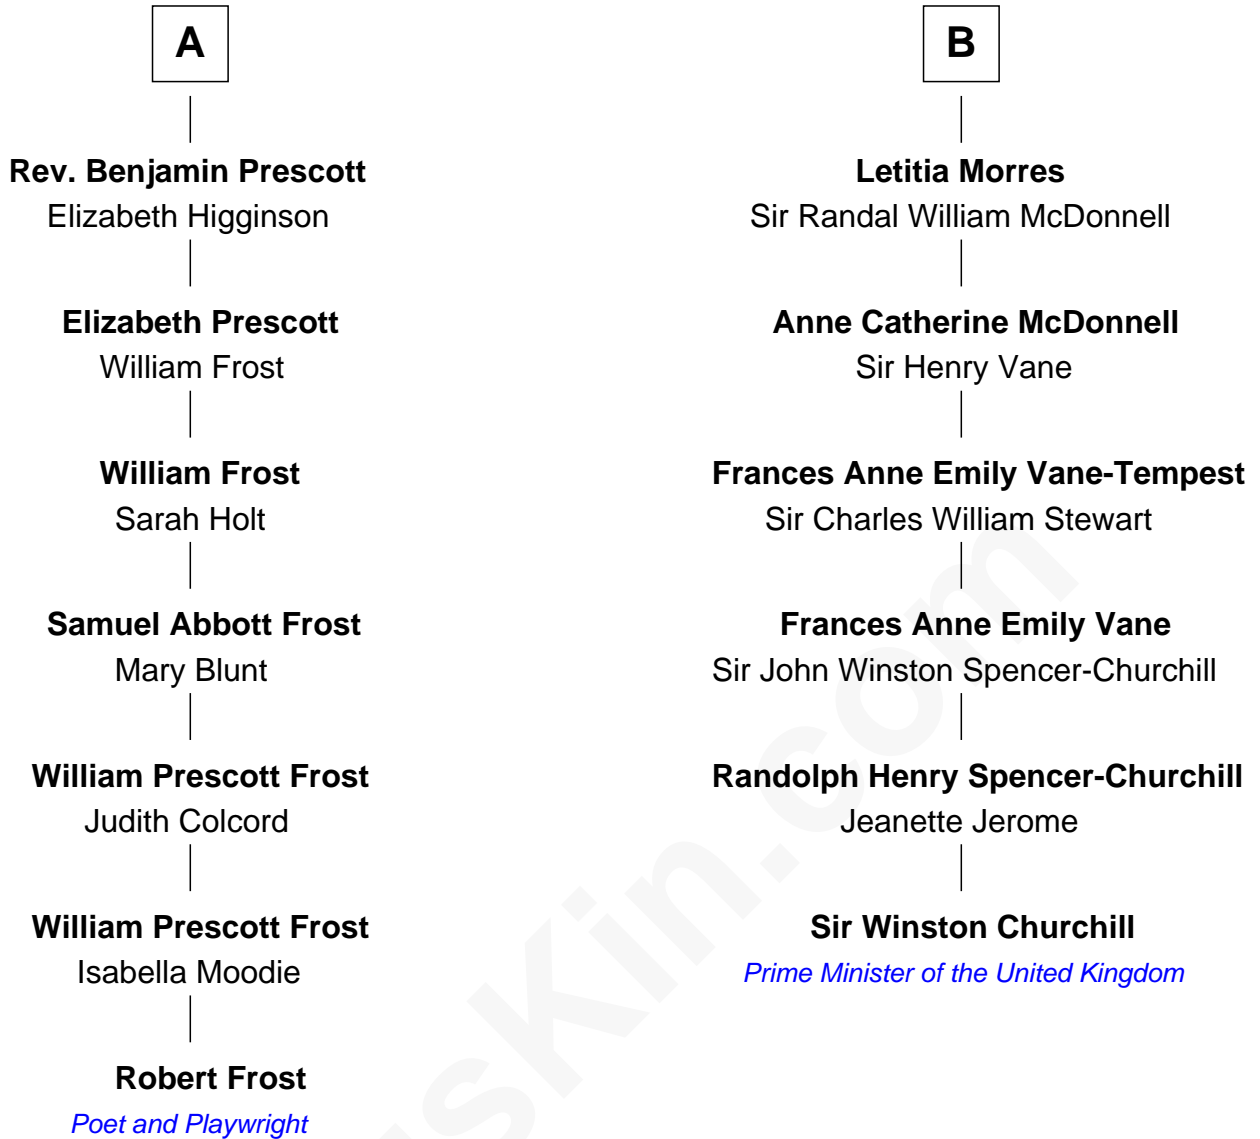 A
Rev. Benjamin Prescott
Elizabeth Higginson
Elizabeth Prescott
William Frost
William Frost
Sarah Holt
Samuel Abbott Frost
Mary Blunt
William Prescott Frost
Judith Colcord
William Prescott Frost
Isabella Moodie
Robert Frost
Poet and Playwright
B
Letitia Morres
Sir Randal William McDonnell
Anne Catherine McDonnell
Sir Henry Vane
Frances Anne Emily Vane-Tempest
Sir Charles William Stewart
Frances Anne Emily Vane
Sir John Winston Spencer-Churchill
Randolph Henry Spencer-Churchill
Jeanette Jerome
Sir Winston Churchill
Prime Minister of the United Kingdom
sKin.com